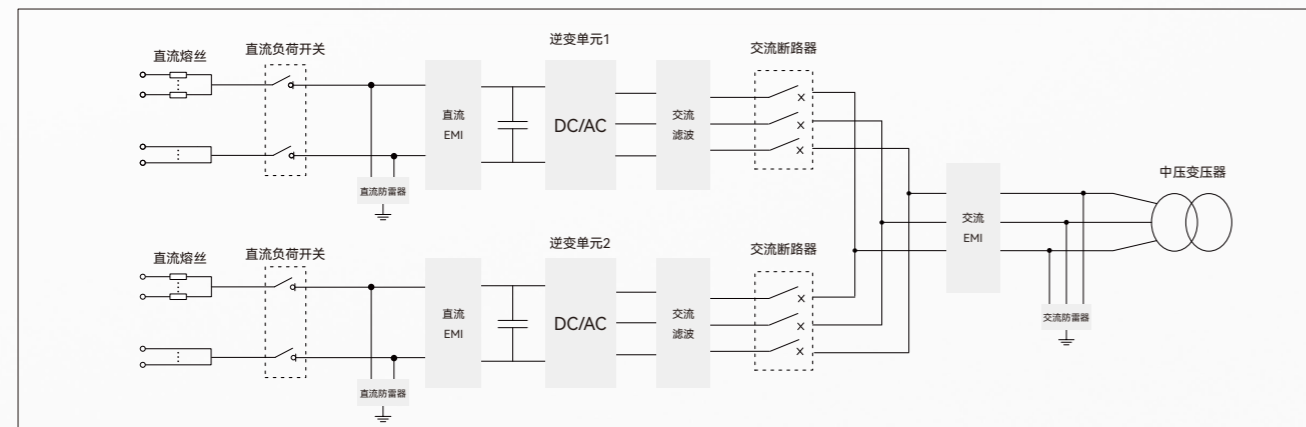 逆变单元1
直流熔丝
直流负荷开关
交流断路器
直流
EMI
DC/AC
交流
滤波
直流防雷器
中压变压器
交流
EMI
逆变单元2
直流熔丝
直流负荷开关
交流断路器
直流
EMI
DC/AC
交流
滤波
交流防雷器
直流防雷器